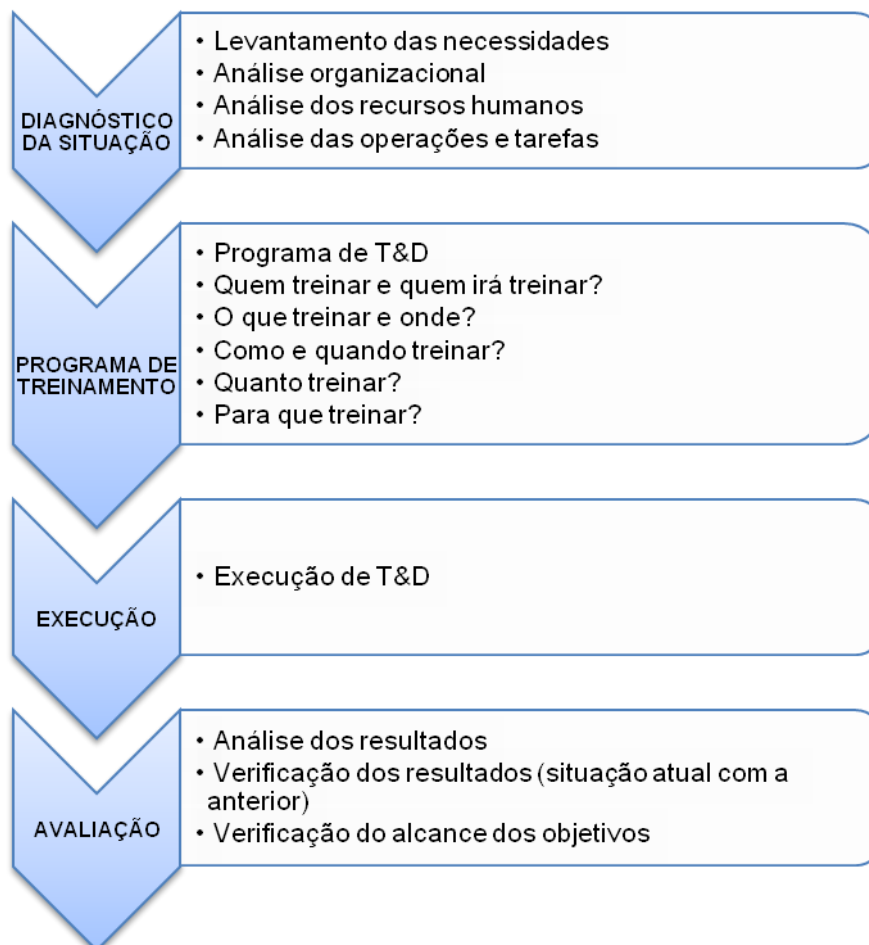 DIAGNÓSTICO
DA SITUAÇÃO
• Levantamento das necessidades
• Análise organizacional
• Análise dos recursos humanos
• Análise das operações e tarefas
PROGRAMA DE
TREINAMENTO
• Programa de T&D
• Quem treinar e quem irá treinar?
• O que treinar e onde?
• Como e quando treinar?
• Quanto treinar?
• Para que treinar?
EXECUÇÃO
• Execução de T&D
AVALIAÇÃO
• Análise dos resultados
• Verificação dos resultados (situação atual com a
anterior)
• Verificação do alcance dos objetivos